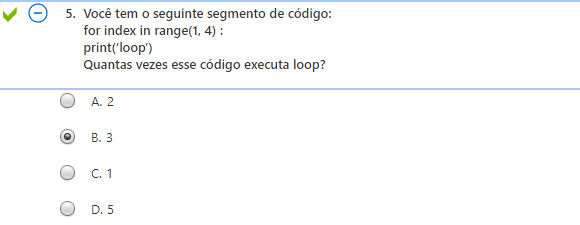 5. Você tem o seguinte segmento de código:
for index in range(1, 4) :
print('loop')
Quantas vezes esse código executa loop?
A. 2
B. 3
C. 1
D. 5